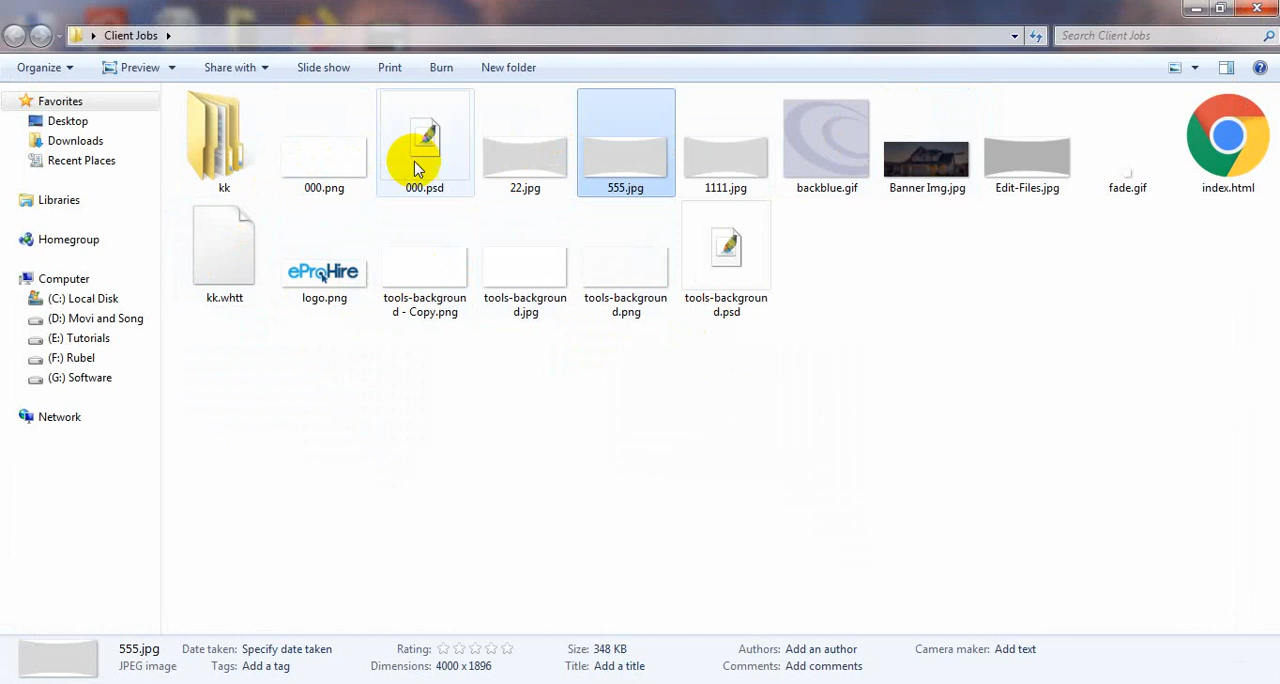 Client Jobs
Search Client Jobs
Organize Preview Share with Slide show Print Burn New folder
Favorites
Desktop
Downloads
Recent Places
Libraries
Homegroup
Computer
(C:) Local Disk
(D:) Movi and Song
(E:) Tutorials
(F:) Rubel
(G:) Software
Network
kk
000.png
000.psd
22.jpg
555.jpg
1111.jpg
backblue.gif
Banner Img.jpg
Edit-Files.jpg
fade.gif
index.html
kk.whtt
eProHire
logo.png
tools-backgroun
d - Copy.png
tools-backgroun
d.jpg
tools-backgroun
d.png
tools-backgroun
d.psd
555.jpg Date taken: Specify date taken Rating: Size: 348 KB Authors: Add an author Camera maker: Add text
JPEG image Tags: Add a tag Dimensions: 4000 x 1896 Title: Add a title Comments: Add comments